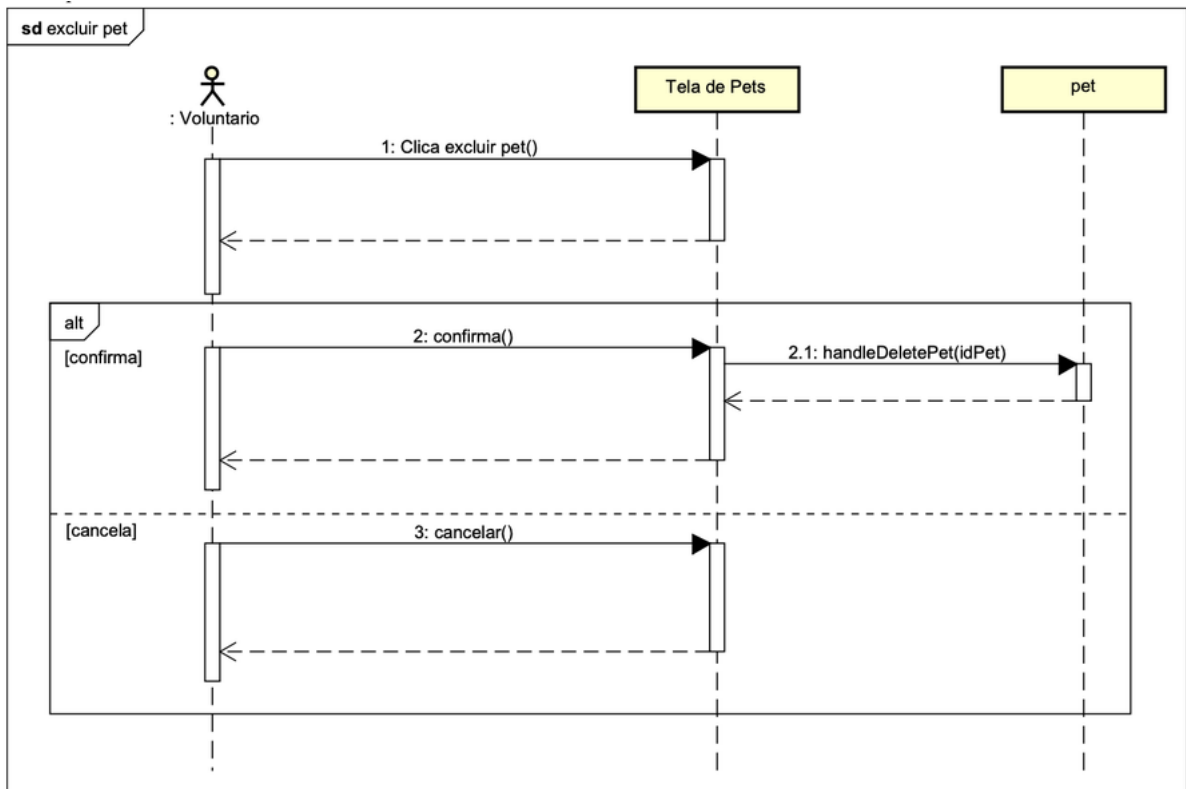 sd excluir pet
: Voluntario
Tela de Pets
pet
1: Clica excluir pet()
alt
[confirma]
2: confirma()
2.1: handleDeletePet(idPet)
[cancela]
3: cancelar()